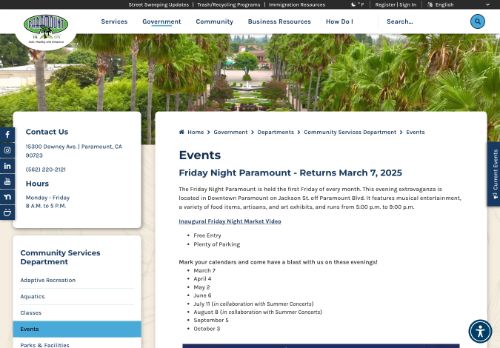 Street Sweeping Updates | Trash/Recycling Programs | Immigration Resources
°F | Register | Sign In | English
PARAMOUNT
Services Government Community Business Resources How Do I Search...
Home > Government > Departments > Community Services Department > Events
Contact Us
15300 Downey Ave. | Paramount, CA
90723
(562) 220-2121
Hours
Monday - Friday
8 A.M. to 5 P.M.
Community Services
Department
Adaptive Recreation
Aquatics
Classes
Events
Parks & Facilities
Events
Friday Night Paramount - Returns March 7, 2025
The Friday Night Paramount is held the first Friday of every month. This evening extravaganza is
located in Downtown Paramount on Jackson St. off Paramount Blvd. It features musical entertainment,
a variety of food items, artisans, and art exhibits, and runs from 5:00 p.m. to 9:00 p.m.
Inaugural Friday Night Market Video
• Free Entry
• Plenty of Parking
Mark your calendars and come have a blast with us on these evenings!
• March 7
• April 4
• May 2
• June 6
• July 11 (in collaboration with Summer Concerts)
• August 8 (in collaboration with Summer Concerts)
• September 5
• October 3
Current Events